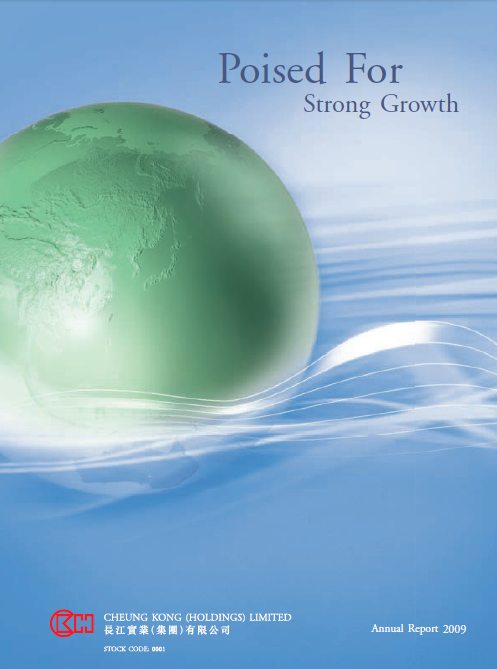 Poised For
Strong Growth
CHEUNG KONG (HOLDINGS) LIMITED
長江實業(集團)有限公司
STOCK CODE: 0001
Annual Report 2009